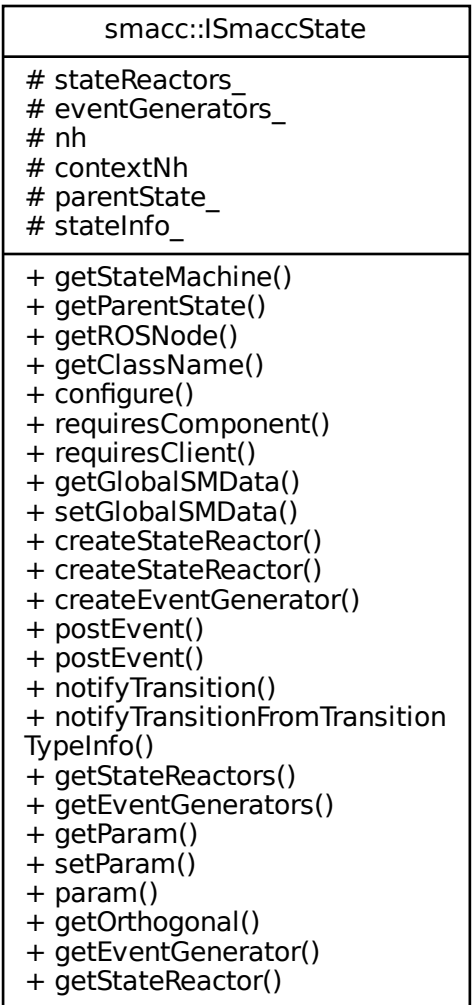 smacc::ISmaccState
# stateReactors_
# eventGenerators_
# nh
# contextNh
# parentState_
# stateInfo_
+ getStateMachine()
+ getParentState()
+ getROSNode()
+ getClassName()
+ configure()
+ requiresComponent()
+ requiresClient()
+ getGlobalSMData()
+ setGlobalSMData()
+ createStateReactor()
+ createStateReactor()
+ createEventGenerator()
+ postEvent()
+ postEvent()
+ notifyTransition()
+ notifyTransitionFromTransition
TypeInfo()
+ getStateReactors()
+ getEventGenerators()
+ getParam()
+ setParam()
+ param()
+ getOrthogonal()
+ getEventGenerator()
+ getStateReactor()